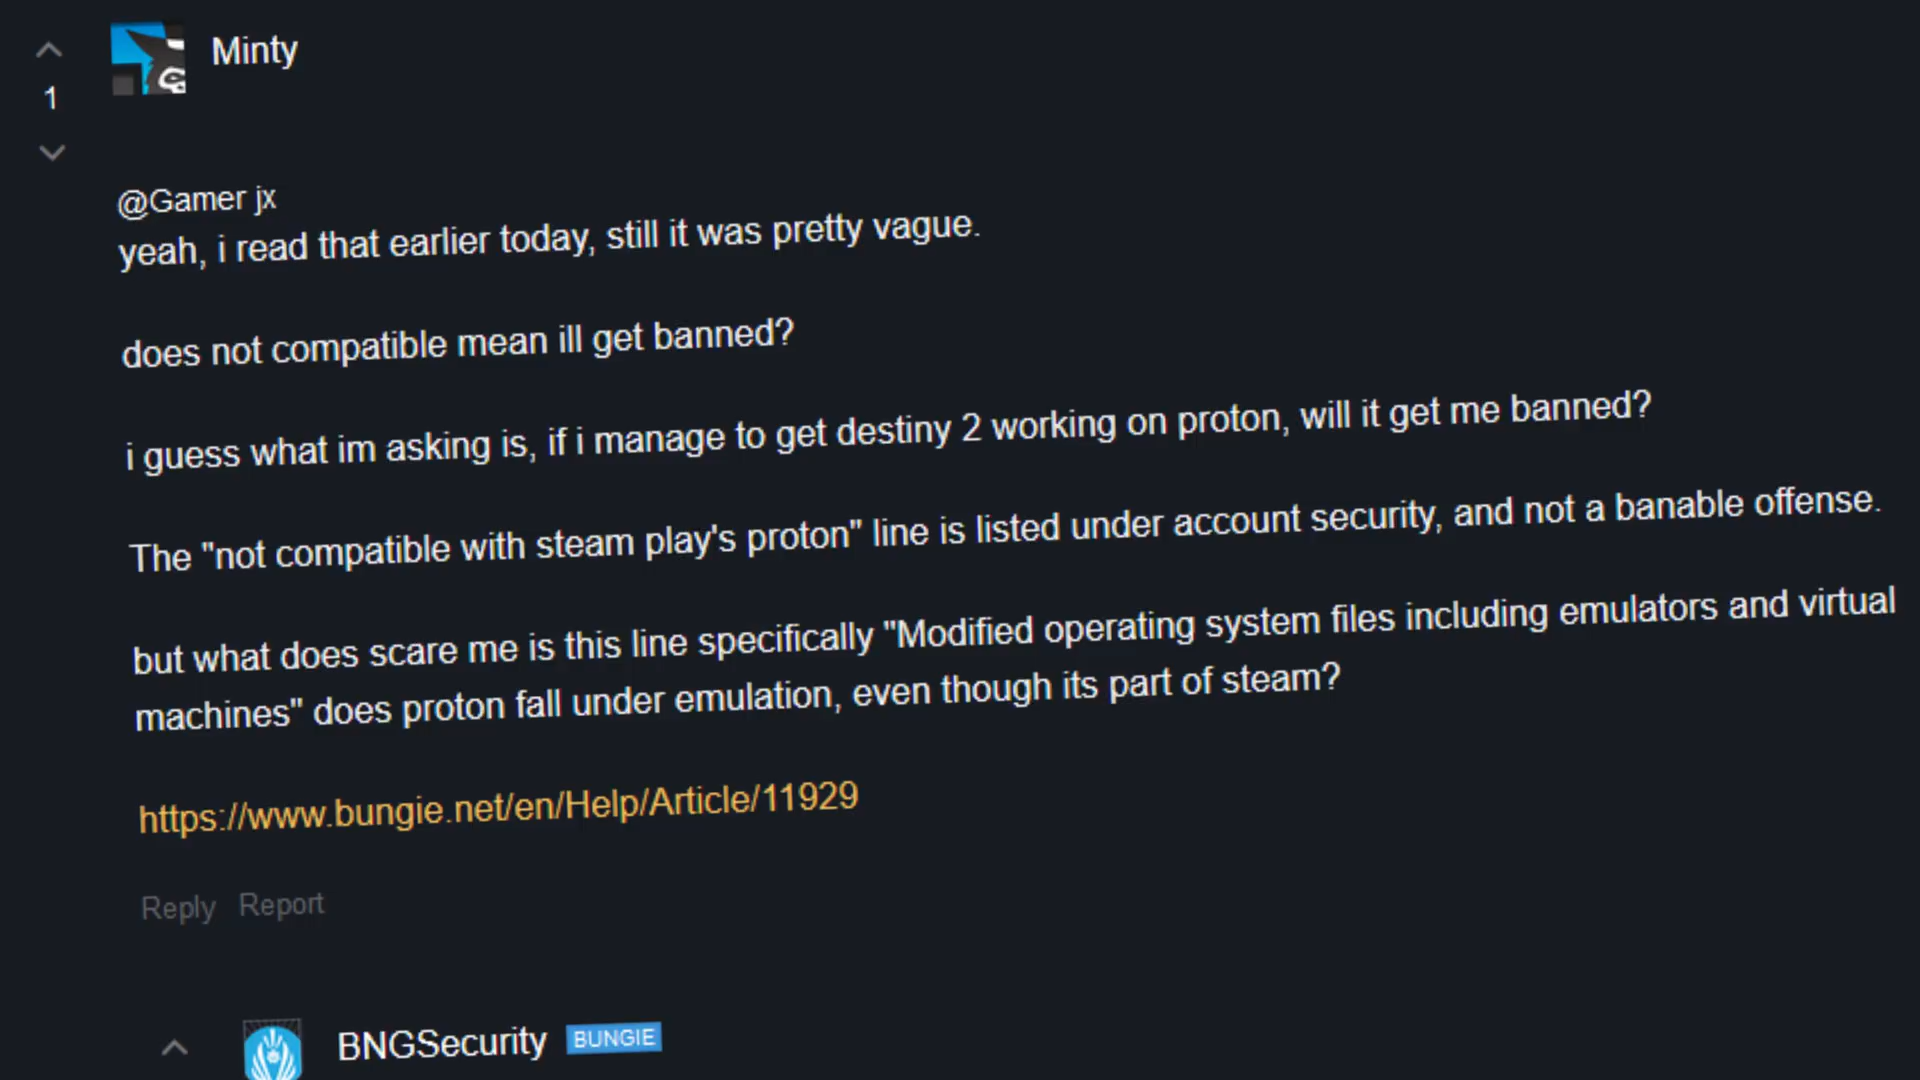 Minty
1
@Gamer jx
yeah, i read that earlier today, still it was pretty vague.
does not compatible mean ill get banned?
i guess what im asking is, if i manage to get destiny 2 working on proton, will it get me banned?
The "not compatible with steam play's proton" line is listed under account security, and not a banable offense.
but what does scare me is this line specifically "Modified operating system files including emulators and virtual
machines" does proton fall under emulation, even though its part of steam?
https://www.bungie.net/en/Help/Article/11929
Reply Report
BNGSecurity BUNGIE